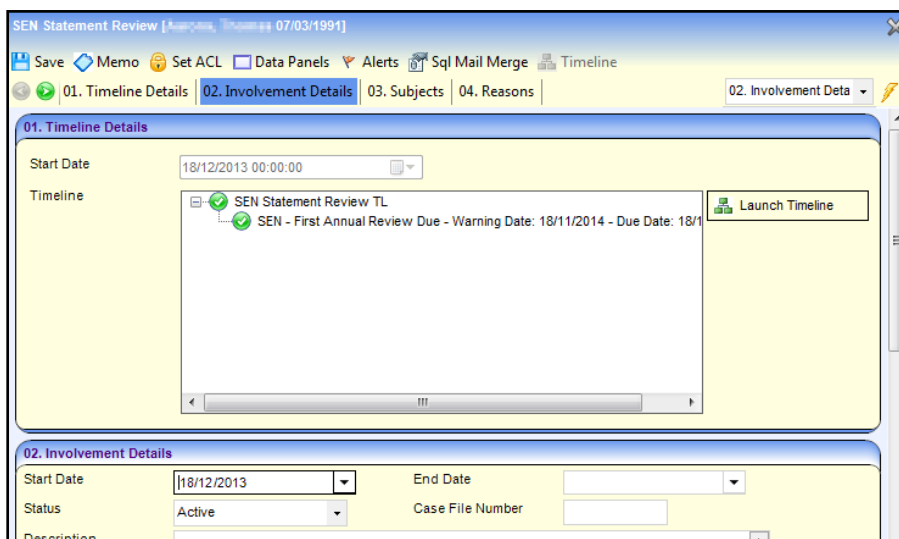 SEN Statement Review [ 07/03/1991]
Save Memo Set ACL Data Panels Alerts Sql Mail Merge Timeline
01. Timeline Details 02. Involvement Details 03. Subjects 04. Reasons 02. Involvement Deta
01. Timeline Details
Start Date 18/12/2013 00:00:00
Timeline SEN Statement Review TL Launch Timeline
SEN - First Annual Review Due - Warning Date: 18/11/2014 - Due Date: 18/1
02. Involvement Details
Start Date 18/12/2013 End Date
Status Active Case File Number
Description